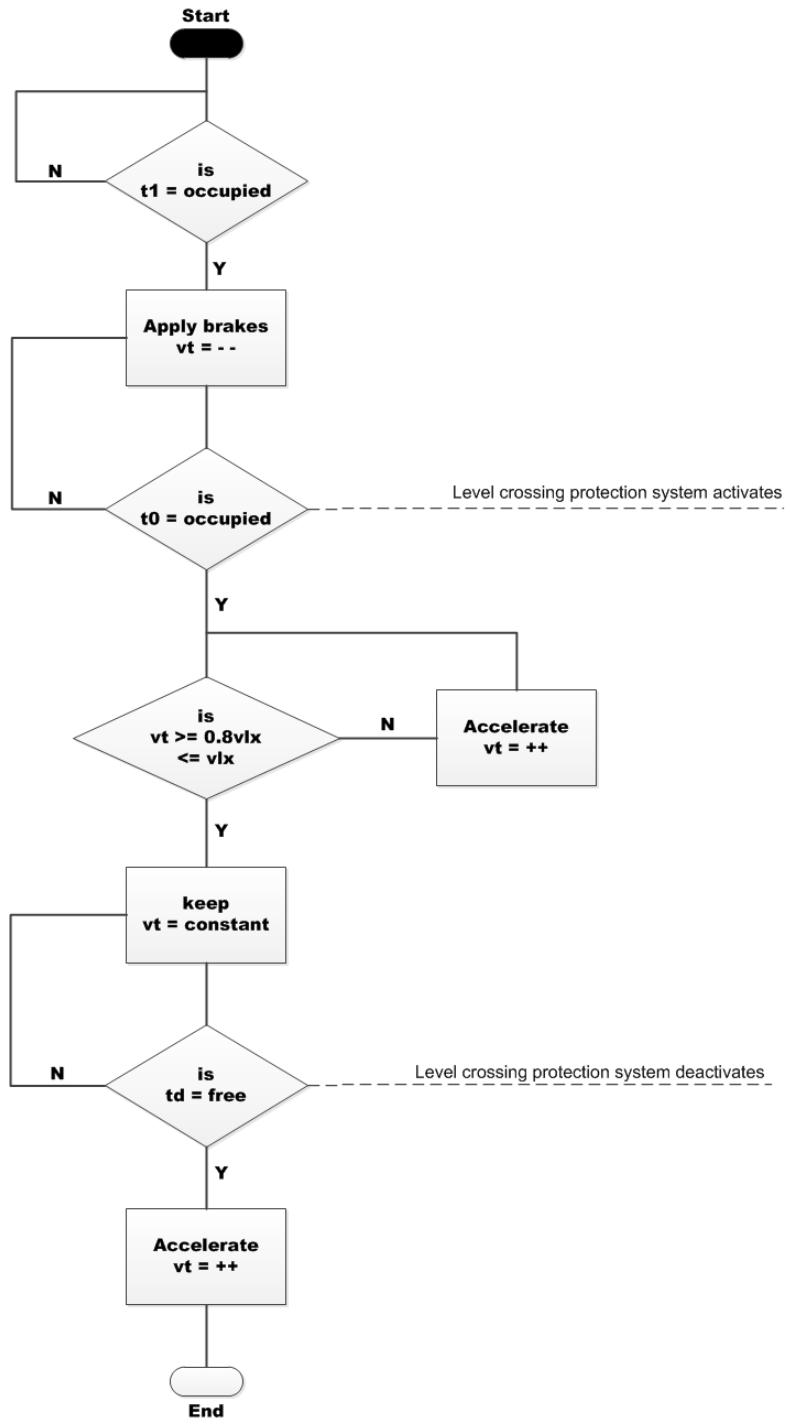 Start
is
t1 = occupied
N
Y
Apply brakes
vt = - -
is
t0 = occupied
N
Level crossing protection system activates
Y
is
vt >= 0.8vlx
<= vlx
N
Accelerate
vt = ++
Y
keep
vt = constant
is
td = free
N
Level crossing protection system deactivates
Y
Accelerate
vt = ++
End